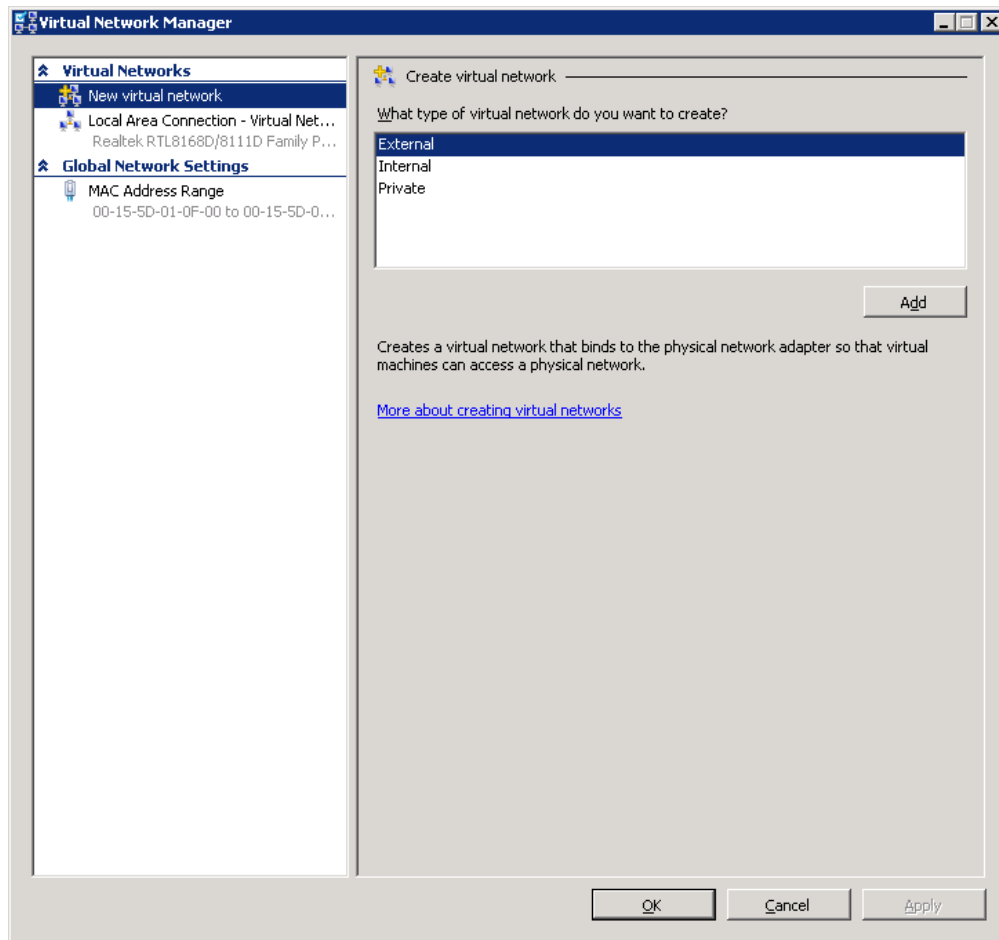 Virtual Network Manager
Virtual Networks
New virtual network
Local Area Connection - Virtual Net...
Realtek RTL8168D/8111D Family P...
Global Network Settings
MAC Address Range
00-15-5D-01-0F-00 to 00-15-5D-0...
Create virtual network
What type of virtual network do you want to create?
External
Internal
Private
Add
Creates a virtual network that binds to the physical network adapter so that virtual
machines can access a physical network.
More about creating virtual networks
OK
Cancel
Apply